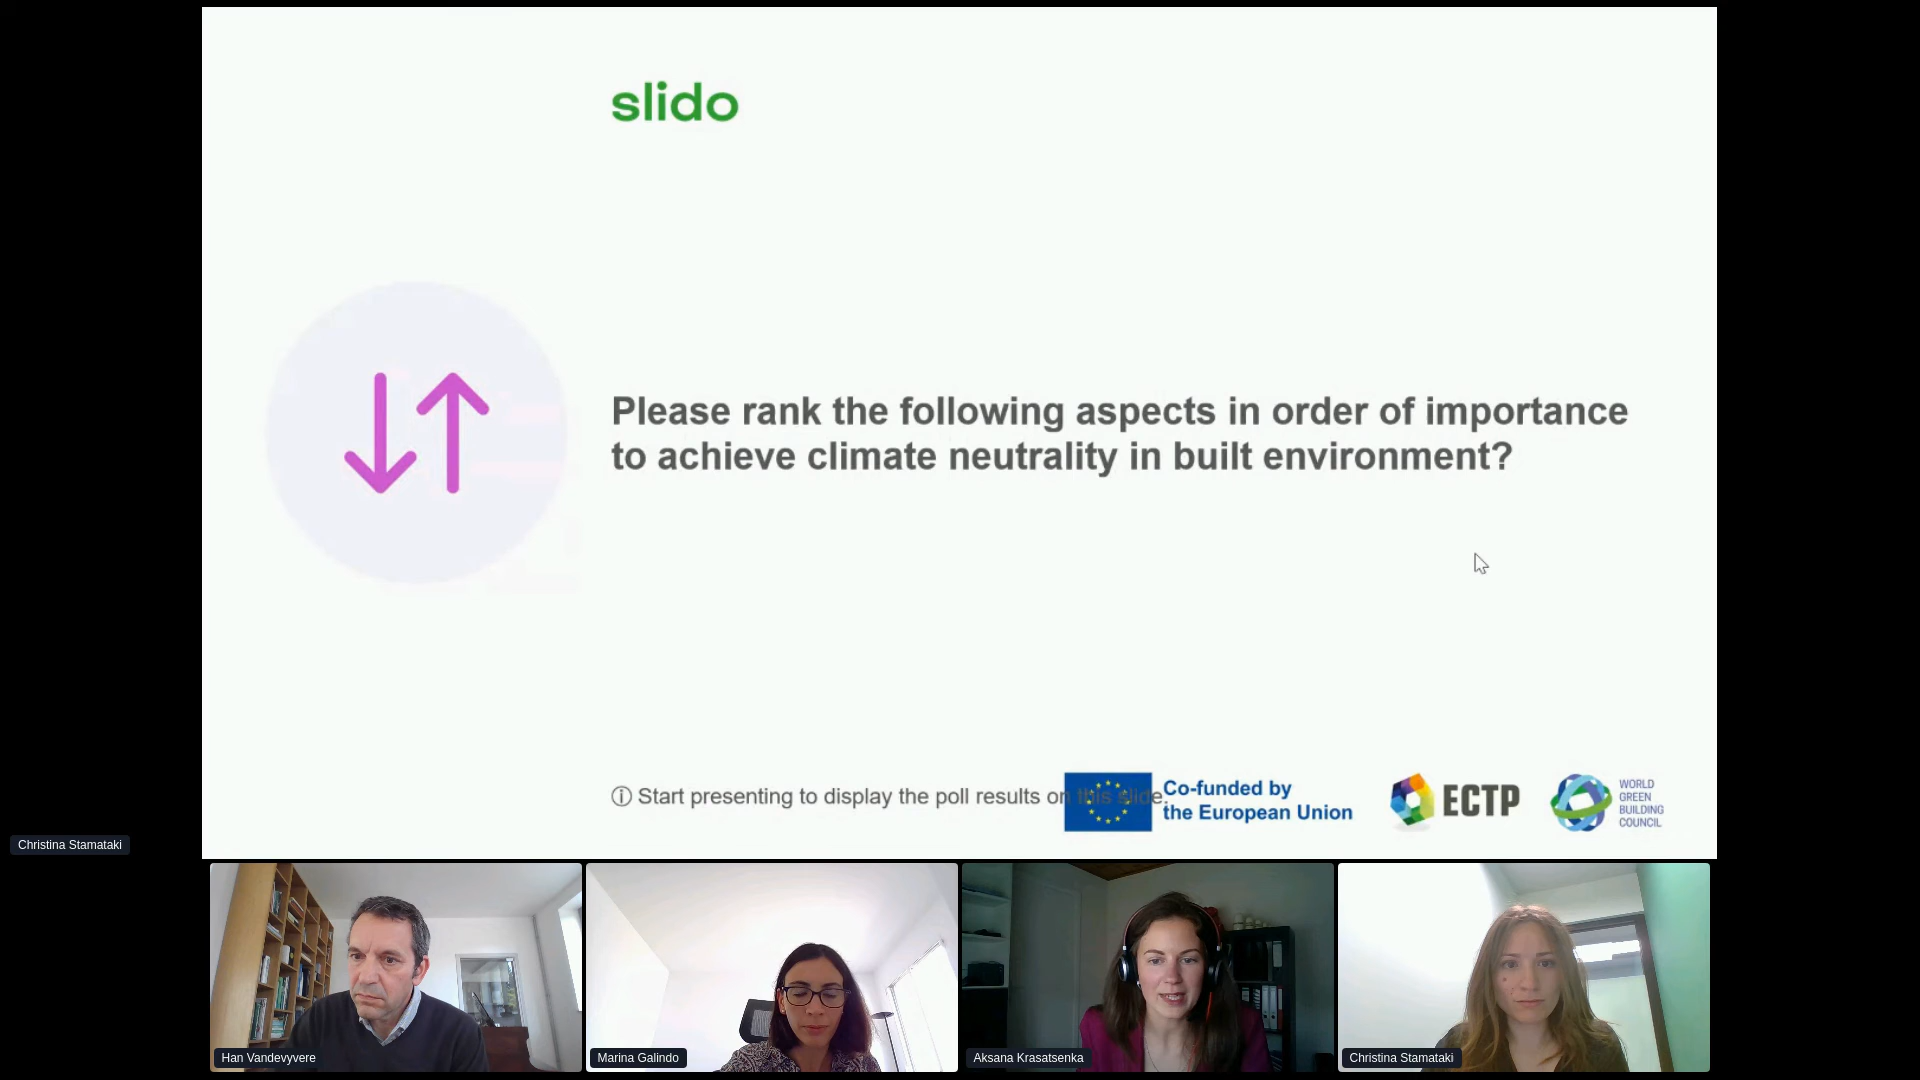 slido
Please rank the following aspects in order of importance
to achieve climate neutrality in built environment?
Start presenting to display the poll results on this slide.
Co-funded by
the European Union
ECTP
WORLD
GREEN
BUILDING
COUNCIL
Christina Stamataki
Han Vandevyvere
Marina Galindo
Aksana Krasatsenka
Christina Stamataki